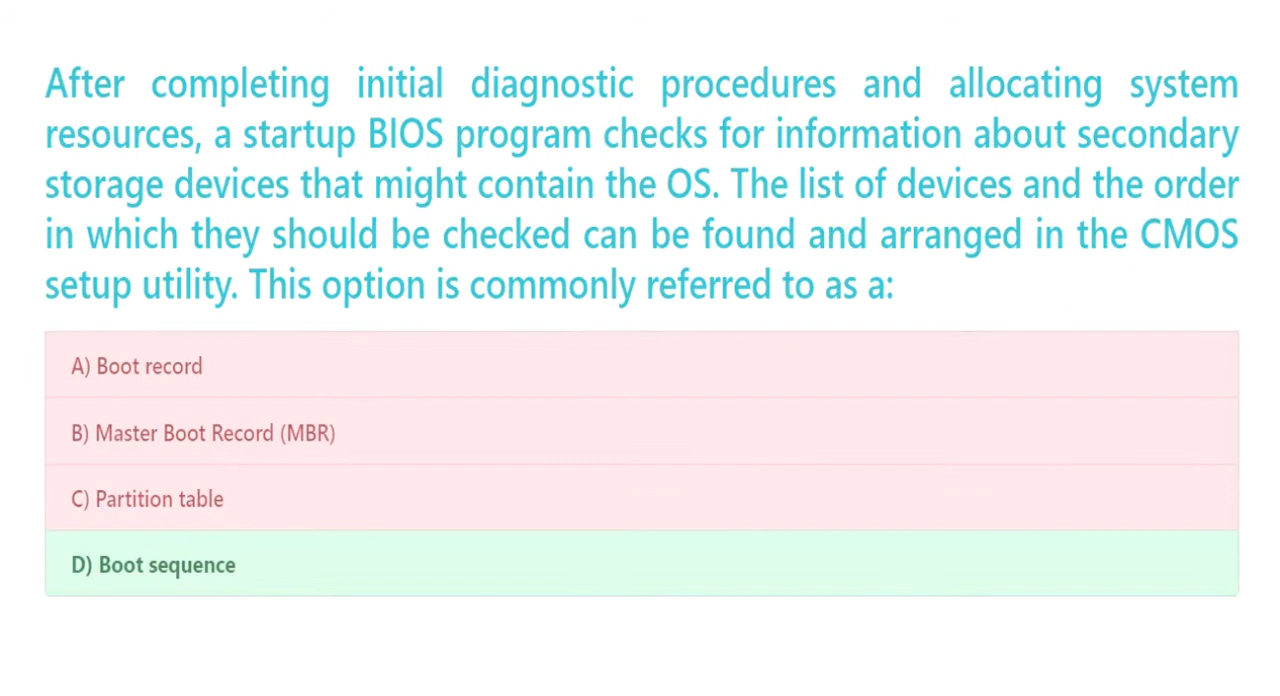 After completing initial diagnostic procedures and allocating system
resources, a startup BIOS program checks for information about secondary
storage devices that might contain the OS. The list of devices and the order
in which they should be checked can be found and arranged in the CMOS
setup utility. This option is commonly referred to as a:
A) Boot record
B) Master Boot Record (MBR)
C) Partition table
D) Boot sequence